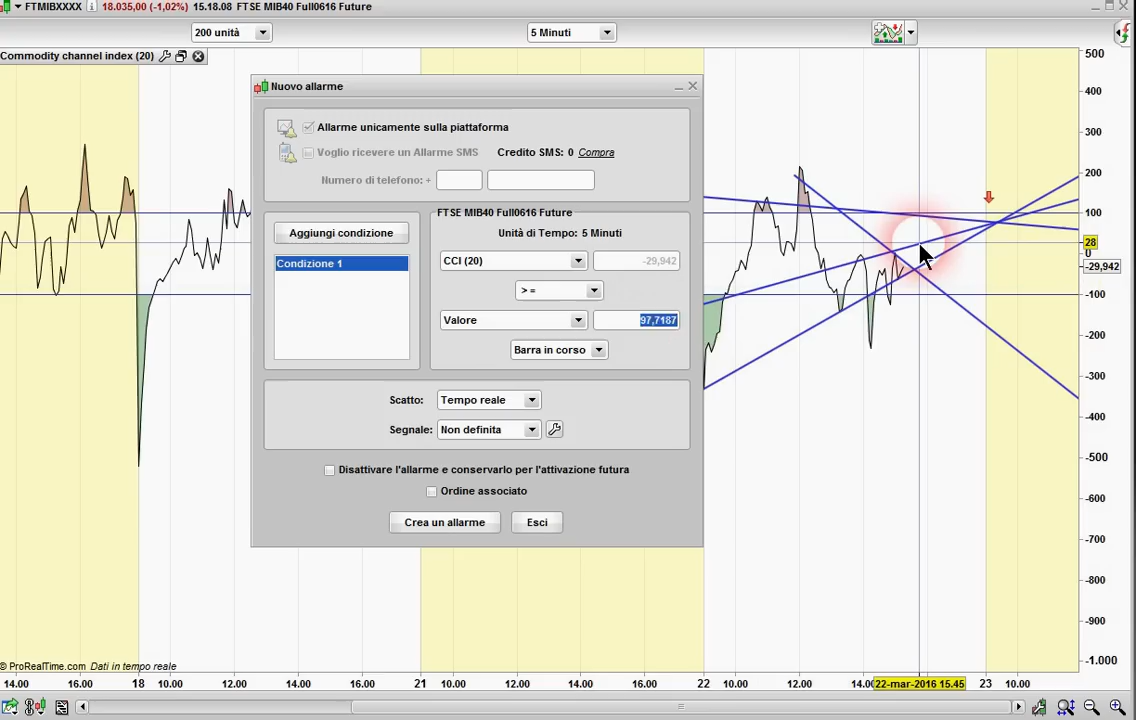 FTMIBXXXX 18.035,00 (-1,02%) 15.18.08 FTSE MIB40 Full0616 Future
200 unità 5 Minuti
Commodity channel index (20)
Nuovo allarme
Allarme unicamente sulla piattaforma
Voglio ricevere un Allarme SMS Credito SMS: 0 Compra
Numero di telefono: +
FTSE MIB40 Full0616 Future
Aggiungi condizione
Unità di Tempo: 5 Minuti
Condizione 1
CCI (20) -29,942
> =
Valore 97,7187
Barra in corso
Scatto: Tempo reale
Segnale: Non definita
Disattivare l'allarme e conservarlo per l'attivazione futura
Ordine associato
Crea un allarme Esci
500
400
300
200
100
28
0
-29,942
-100
-200
-300
-400
-500
-600
-700
-800
-900
-1.000
© ProRealTime.com Dati in tempo reale
14.00 16.00 18 10.00 12.00 14.00 16.00 21 10.00 12.00 14.00 16.00 22 10.00 12.00 14.0 22-mar-2016 15.45 23 10.00